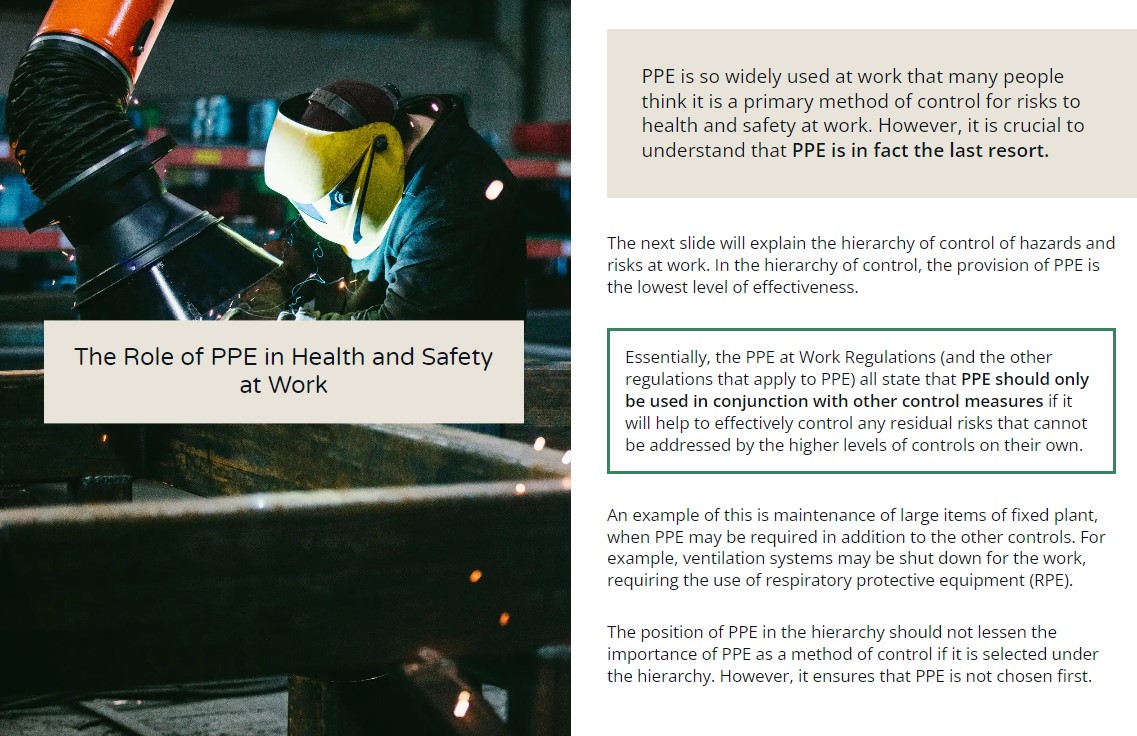 The Role of PPE in Health and Safety
at Work
PPE is so widely used at work that many people
think it is a primary method of control for risks to
health and safety at work. However, it is crucial to
understand that PPE is in fact the last resort.
The next slide will explain the hierarchy of control of hazards and
risks at work. In the hierarchy of control, the provision of PPE is
the lowest level of effectiveness.
Essentially, the PPE at Work Regulations (and the other
regulations that apply to PPE) all state that PPE should only
be used in conjunction with other control measures if it
will help to effectively control any residual risks that cannot
be addressed by the higher levels of controls on their own.
An example of this is maintenance of large items of fixed plant,
when PPE may be required in addition to the other controls. For
example, ventilation systems may be shut down for the work,
requiring the use of respiratory protective equipment (RPE).
The position of PPE in the hierarchy should not lessen the
importance of PPE as a method of control if it is selected under
the hierarchy. However, it ensures that PPE is not chosen first.